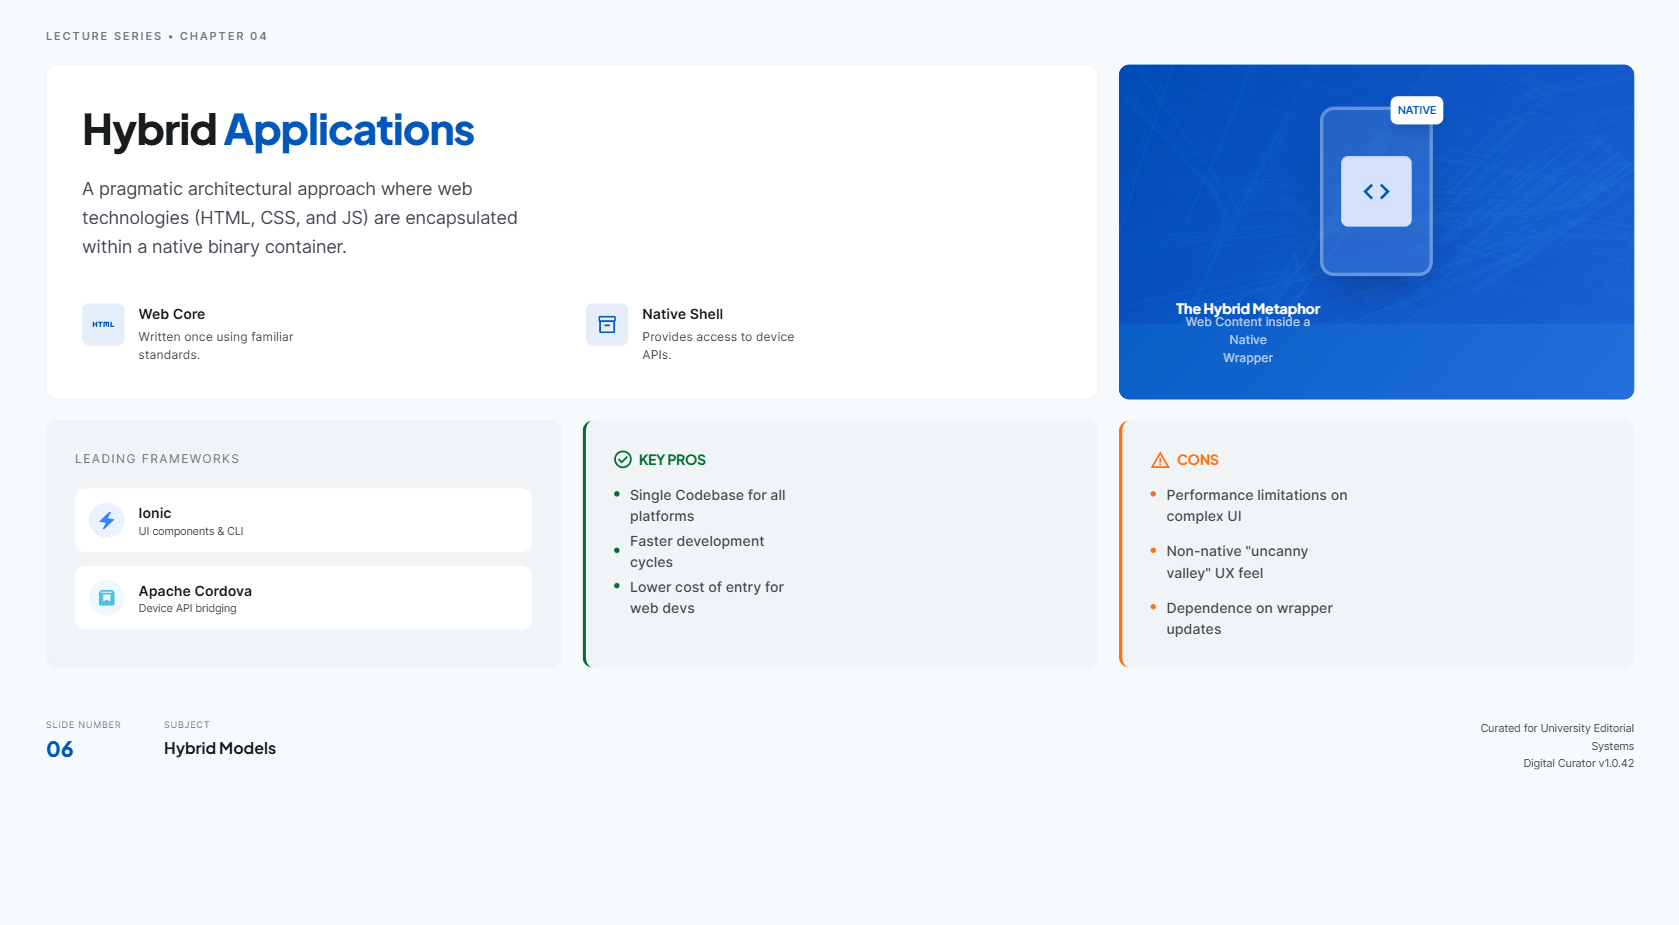 LECTURE SERIES • CHAPTER 04
Hybrid Applications
A pragmatic architectural approach where web
technologies (HTML, CSS, and JS) are encapsulated
within a native binary container.
HTML
Web Core
Written once using familiar
standards.
Native Shell
Provides access to device
APIs.
NATIVE
The Hybrid Metaphor
Web Content inside a
Native
Wrapper
LEADING FRAMEWORKS
Ionic
UI components & CLI
Apache Cordova
Device API bridging
KEY PROS
• Single Codebase for all
platforms
• Faster development
cycles
• Lower cost of entry for
web devs
CONS
• Performance limitations on
complex UI
• Non-native "uncanny
valley" UX feel
• Dependence on wrapper
updates
SLIDE NUMBER
06
SUBJECT
Hybrid Models
Curated for University Editorial
Systems
Digital Curator v1.0.42